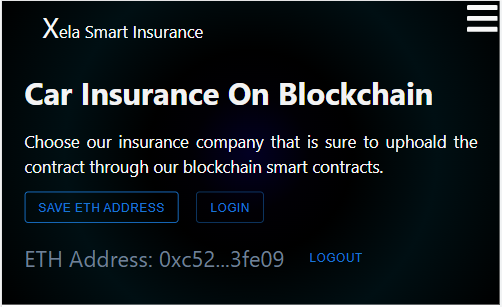 Xela Smart Insurance
Car Insurance On Blockchain
Choose our insurance company that is sure to uphoald the
contract through our blockchain smart contracts.
SAVE ETH ADDRESS LOGIN
ETH Address: 0xc52...3fe09 LOGOUT